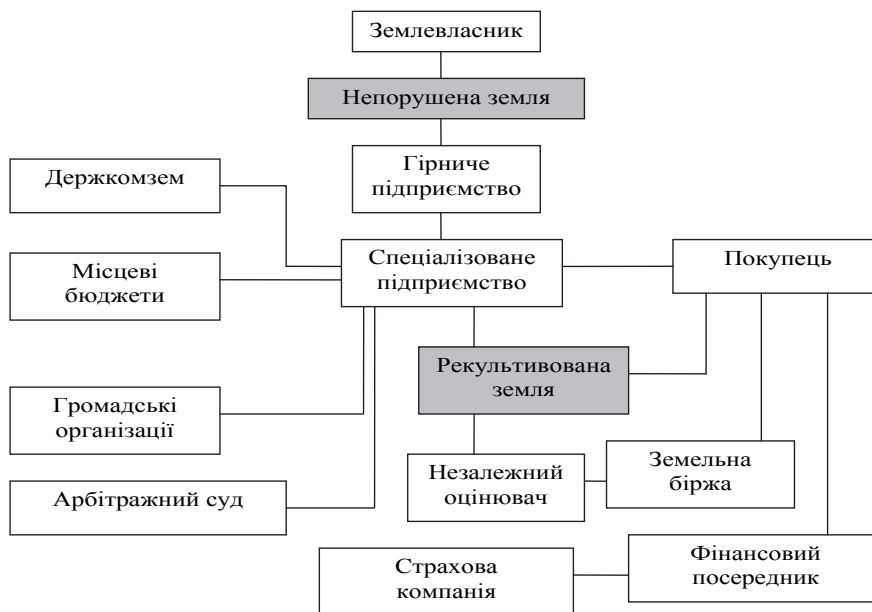 Землевласник
Непорушена земля
Гірниче
підприємство
Держкомзем
Спеціалізоване
підприємство
Покупець
Місцеві
бюджети
Рекультивована
земля
Громадські
організації
Незалежний
оцінювач
Земельна
біржа
Арбітражний суд
Страхова
компанія
Фінансовий
посередник